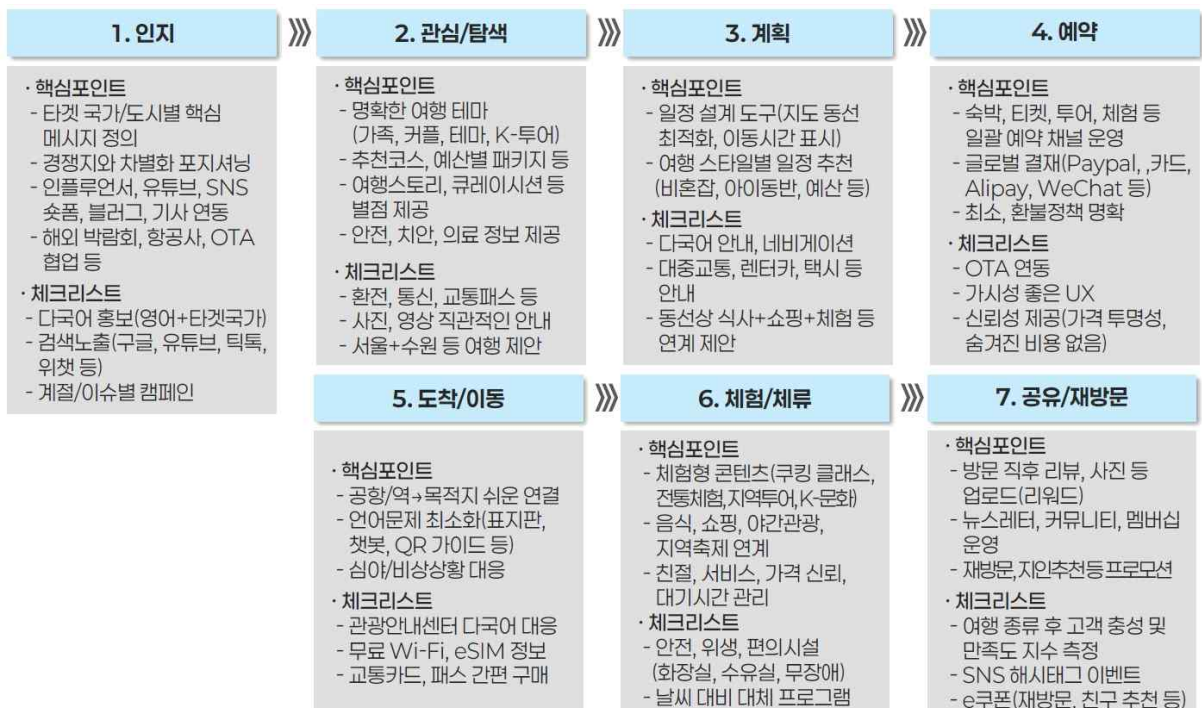 1. 인지
· 핵심포인트
- 타겟 국가/도시별 핵심
메시지 정의
- 경쟁지와 차별화 포지셔닝
- 인플루언서, 유튜브, SNS
숏폼, 블러그, 기사 연동
- 해외 박람회, 항공사, OTA
협업 등
· 체크리스트
- 다국어 홍보(영어+타겟국가)
- 검색노출(구글, 유튜브, 틱톡,
위챗 등)
- 계절/이슈별 캠페인
2. 관심/탐색
· 핵심포인트
- 명확한 여행 테마
(가족, 커플, 테마, K-투어)
- 추천코스, 예산별 패키지 등
- 여행스토리, 큐레이시션 등
별점 제공
- 안전, 치안, 의료 정보 제공
· 체크리스트
- 환전, 통신, 교통패스 등
- 사진, 영상 직관적인 안내
- 서울+수원 등 여행 제안
3. 계획
· 핵심포인트
- 일정 설계 도구(지도 동선
최적화, 이동시간 표시)
- 여행 스타일별 일정 추천
(비혼잡, 아이동반, 예산 등)
· 체크리스트
- 다국어 안내, 네비게이션
- 대중교통, 렌터카, 택시 등
안내
- 동선상 식사+쇼핑+체험 등
연계 제안
4. 예약
· 핵심포인트
- 숙박, 티켓, 투어, 체험 등
일괄 예약 채널 운영
- 글로벌 결재(Paypal, ,카드,
Alipay, WeChat 등)
- 최소, 환불정책 명확
· 체크리스트
- OTA 연동
- 가시성 좋은 UX
- 신뢰성 제공(가격 투명성,
숨겨진 비용 없음)
5. 도착/이동
· 핵심포인트
- 공항/역→목적지 쉬운 연결
- 언어문제 최소화(표지판,
챗봇, QR 가이드 등)
- 심야/비상상황 대응
· 체크리스트
- 관광안내센터 다국어 대응
- 무료 Wi-Fi, eSIM 정보
- 교통카드, 패스 간편 구매
6. 체험/체류
· 핵심포인트
- 체험형 콘텐츠(쿠킹 클래스,
전통체험,지역투어,K-문화)
- 음식, 쇼핑, 야간관광,
지역축제 연계
- 친절, 서비스, 가격 신뢰,
대기시간 관리
· 체크리스트
- 안전, 위생, 편의시설
(화장실, 수유실, 무장애)
- 날씨 대비 대체 프로그램
7. 공유/재방문
· 핵심포인트
- 방문 직후 리뷰, 사진 등
업로드(리워드)
- 뉴스레터, 커뮤니티, 멤버십
운영
- 재방문,지인추천등프로모션
· 체크리스트
- 여행 종류 후 고객 충성 및
만족도 지수 측정
- SNS 해시태그 이벤트
- e쿠폰(재방문, 친구 추천 등)